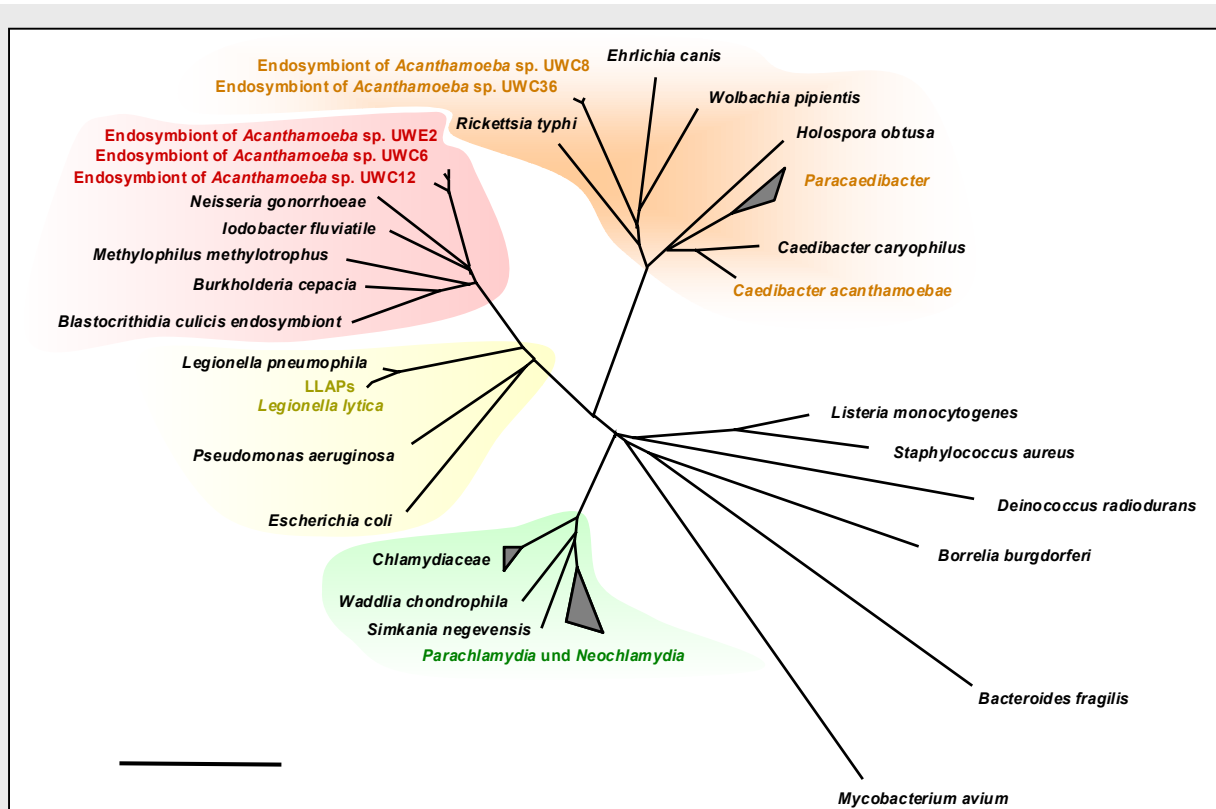 Ehrlichia canis
Endosymbiont of Acanthamoeba sp. UWC8
Endosymbiont of Acanthamoeba sp. UWC36
Wolbachia pipientis
Rickettsia typhi
Holospora obtusa
Endosymbiont of Acanthamoeba sp. UWE2
Endosymbiont of Acanthamoeba sp. UWC6
Endosymbiont of Acanthamoeba sp. UWC12
Paracaedibacter
Neisseria gonorrhoeae
Iodobacter fluviatile
Caedibacter caryophilus
Methylophilus methylotrophus
Burkholderia cepacia
Caedibacter acanthamoebae
Blastocrithidia culicis endosymbiont
Legionella pneumophila
LLAPs
Legionella lytica
Listeria monocytogenes
Staphylococcus aureus
Pseudomonas aeruginosa
Deinococcus radiodurans
Escherichia coli
Borrelia burgdorferi
Chlamydiaceae
Waddlia chondrophila
Simkania negevensis
Parachlamydia und Neochlamydia
Bacteroides fragilis
Mycobacterium avium